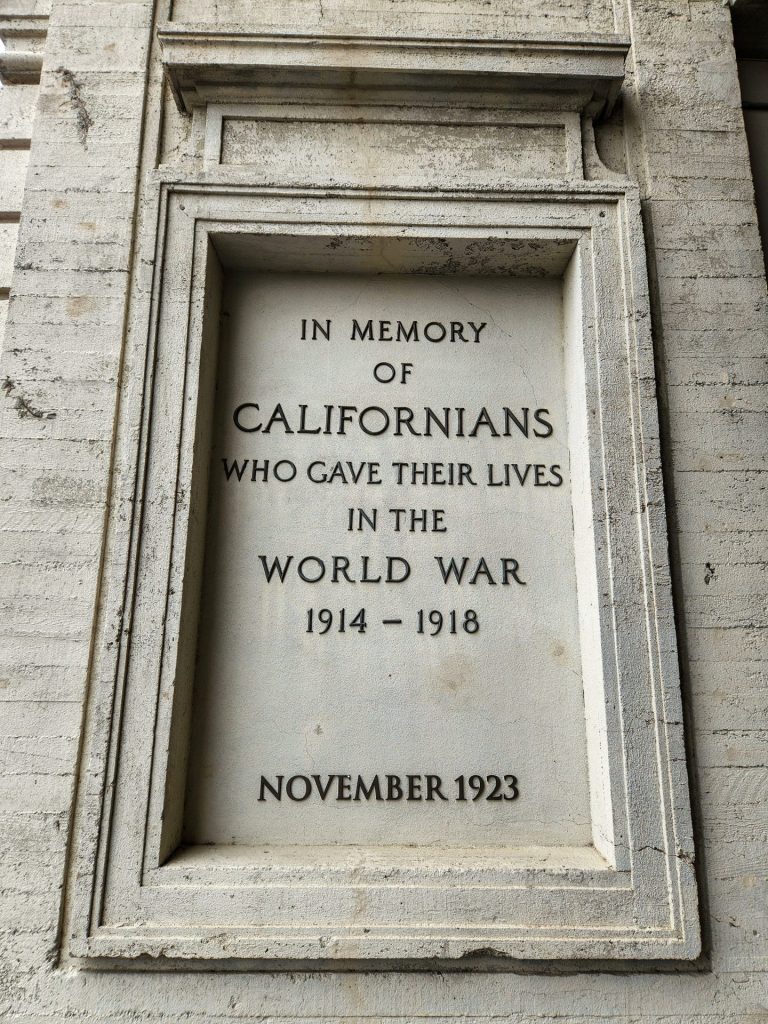 IN MEMORY
OF
CALIFORNIANS
WHO GAVE THEIR LIVES
IN THE
WORLD WAR
1914 – 1918
NOVEMBER 1923